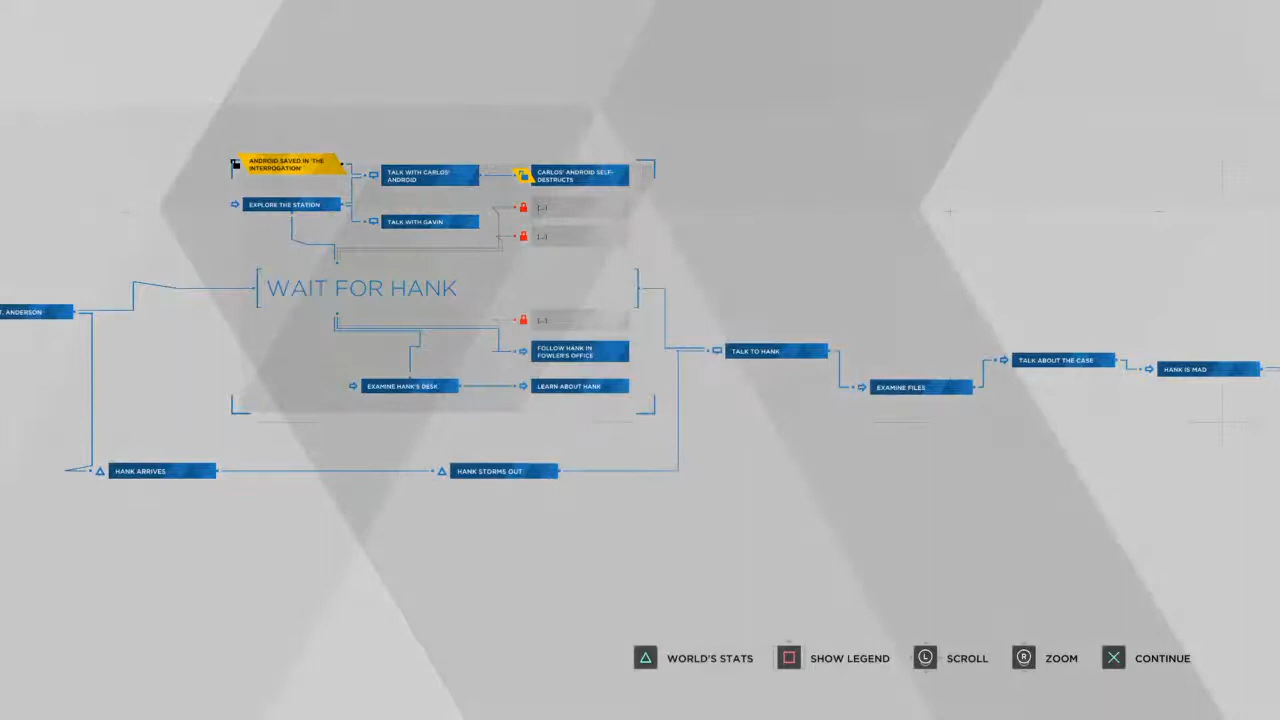 ANDROID SAVED IN 'THE
INTERROGATION'
TALK WITH CARLOS'
ANDROID
CARLOS' ANDROID SELF-
DESTRUCTS
EXPLORE THE STATION
[...]
TALK WITH GAVIN
[...]
WAIT FOR HANK
T. ANDERSON
[...]
FOLLOW HANK IN
FOWLER'S OFFICE
TALK TO HANK
TALK ABOUT THE CASE
HANK IS MAD
EXAMINE HANK'S DESK
LEARN ABOUT HANK
EXAMINE FILES
HANK ARRIVES
HANK STORMS OUT
WORLD'S STATS
SHOW LEGEND
L SCROLL
R ZOOM
CONTINUE